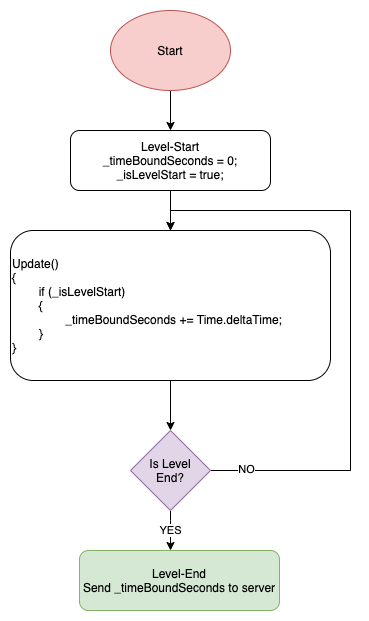 Start
Level-Start
_timeBoundSeconds = 0;
_isLevelStart = true;
Update()
{
if (_isLevelStart)
{
_timeBoundSeconds += Time.deltaTime;
}
}
Is Level
End?
NO
YES
Level-End
Send _timeBoundSeconds to server